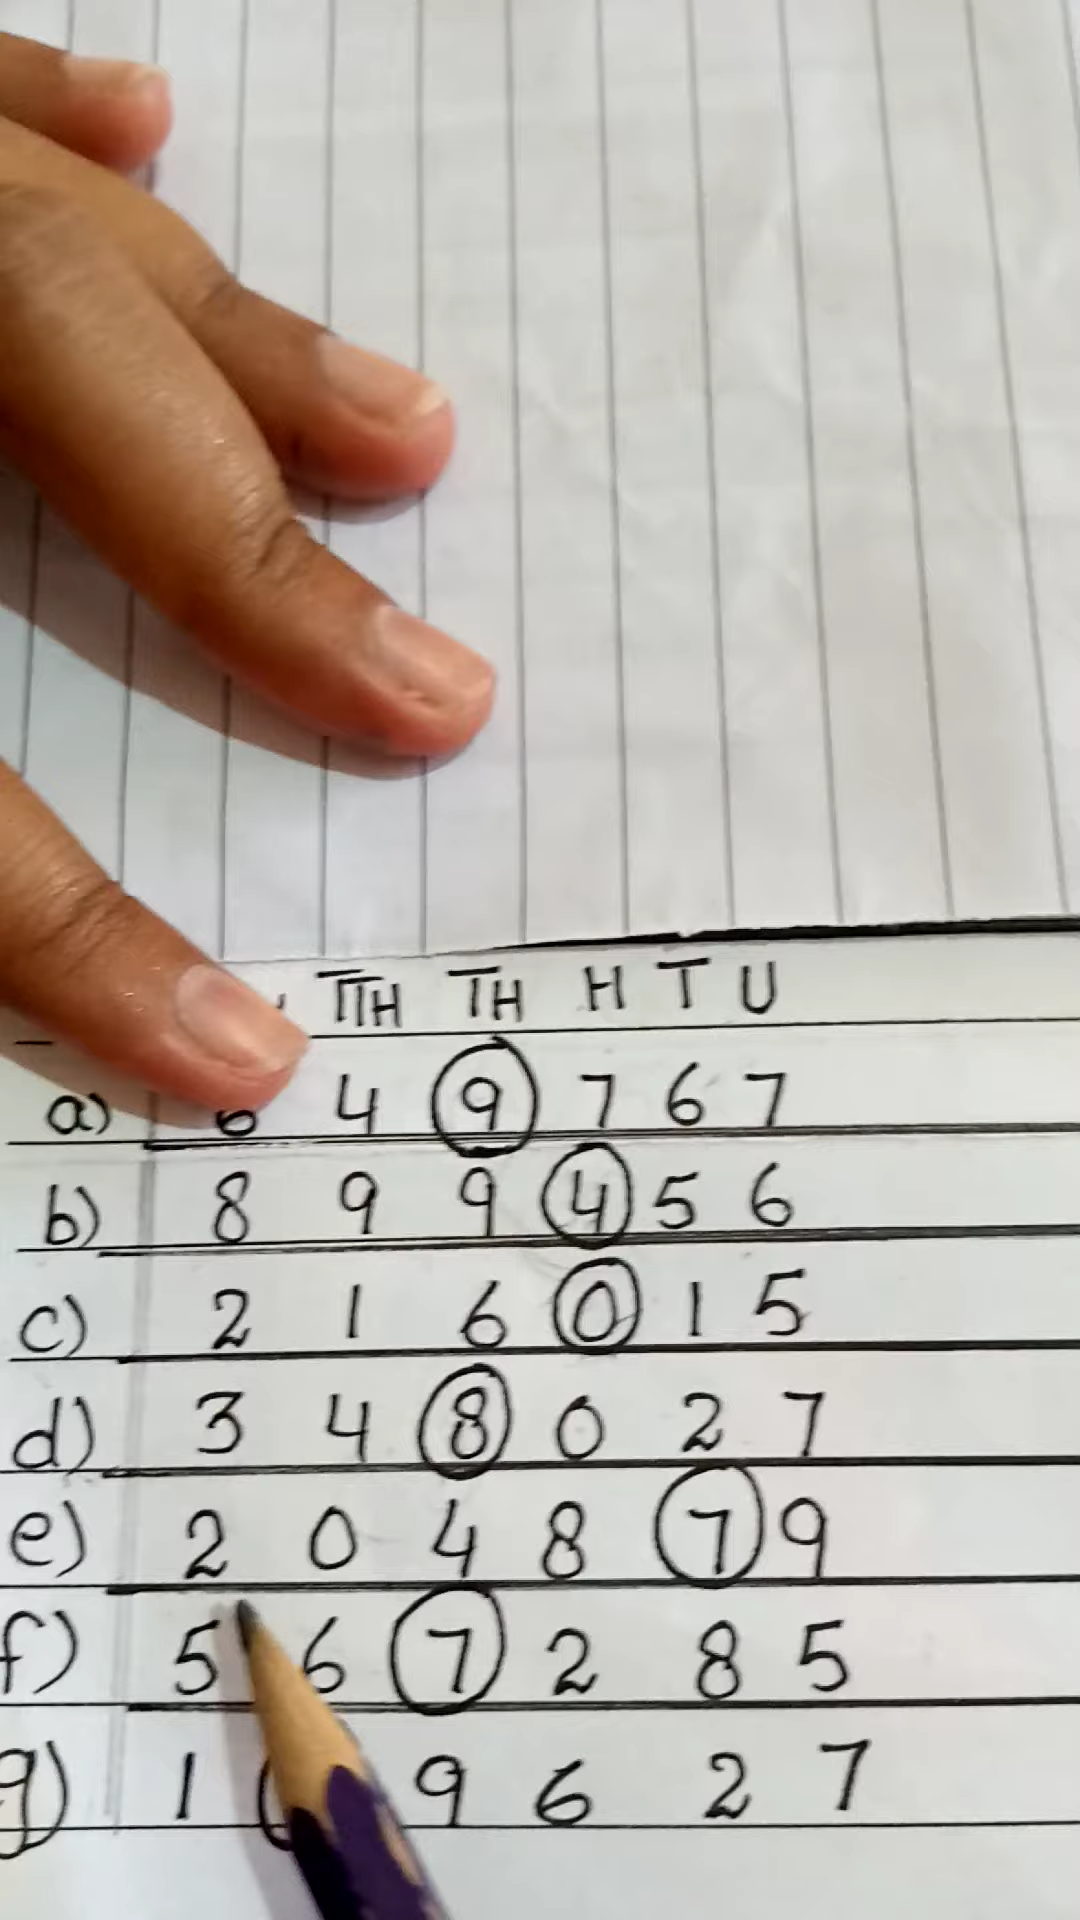 TTH TH H T U
a) 6 4 9 7 6 7
b) 8 9 9 4 5 6
c) 2 1 6 0 1 5
d) 3 4 8 0 2 7
e) 2 0 4 8 7 9
f) 5 6 7 2 8 5
g) 1 9 6 2 7